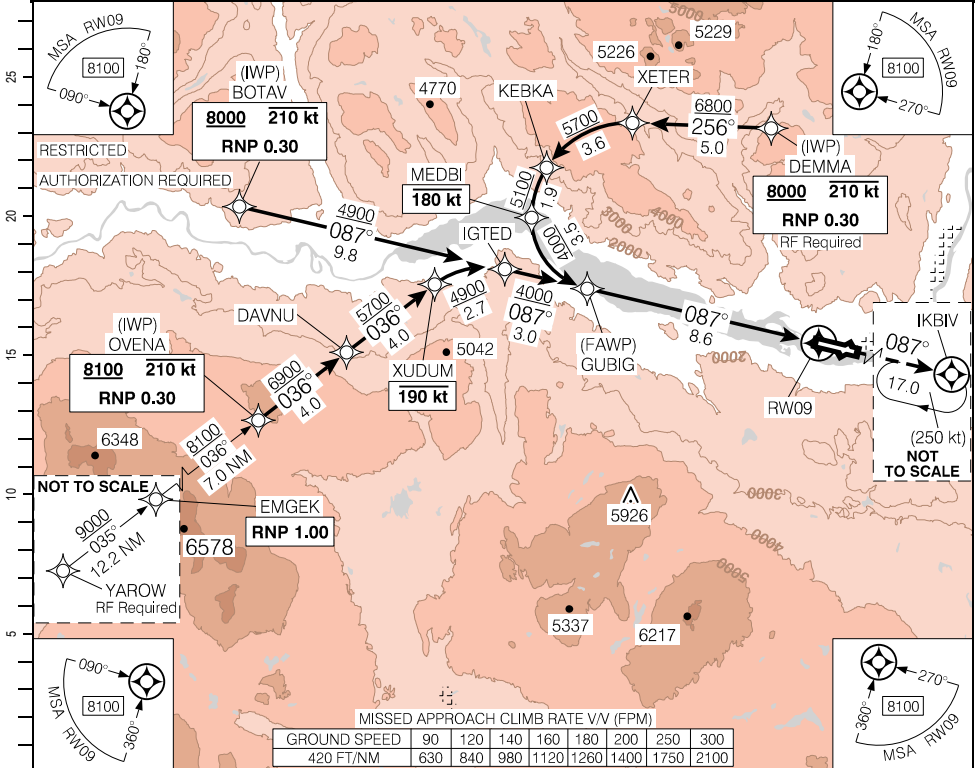 MSA RW09
8100
180°
090°
(IWP)
BOTAV
8000 210 kt
RNP 0.30
4770
KEBKA
5226
5229
XETER
MSA RW09
180°
8100
270°
5000
25
RESTRICTED
AUTHORIZATION REQUIRED
MEDBI
180 kt
5700
3.6
6800
256°
5.0
(IWP)
DEMMA
8000 210 kt
RNP 0.30
RF Required
20
4900
087°
9.8
IGTED
5100
1.9
4000
3.5
3000
4000
2000
4900
2.7
4000
087°
3.0
(FAWP)
GUBIG
087°
8.6
2000
RW09
IKBIV
087°
17.0
(250 kt)
NOT
TO SCALE
DAVNU
5700
036°
4.0
5042
XUDUM
190 kt
15
(IWP)
OVENA
8100 210 kt
RNP 0.30
6900
036°
4.0
6348
8100
036°
7.0 NM
10
NOT TO SCALE
9000
035°
12.2 NM
EMGEK
RNP 1.00
YAROW
RF Required
6578
5926
3000
4000
5000
5337
6217
5
090°
8100
360°
MSA RW09
270°
8100
360°
MSA RW09
MISSED APPROACH CLIMB RATE V/V (FPM)
GROUND SPEED 90 120 140 160 180 200 250 300
420 FT/NM 630 840 980 1120 1260 1400 1750 2100